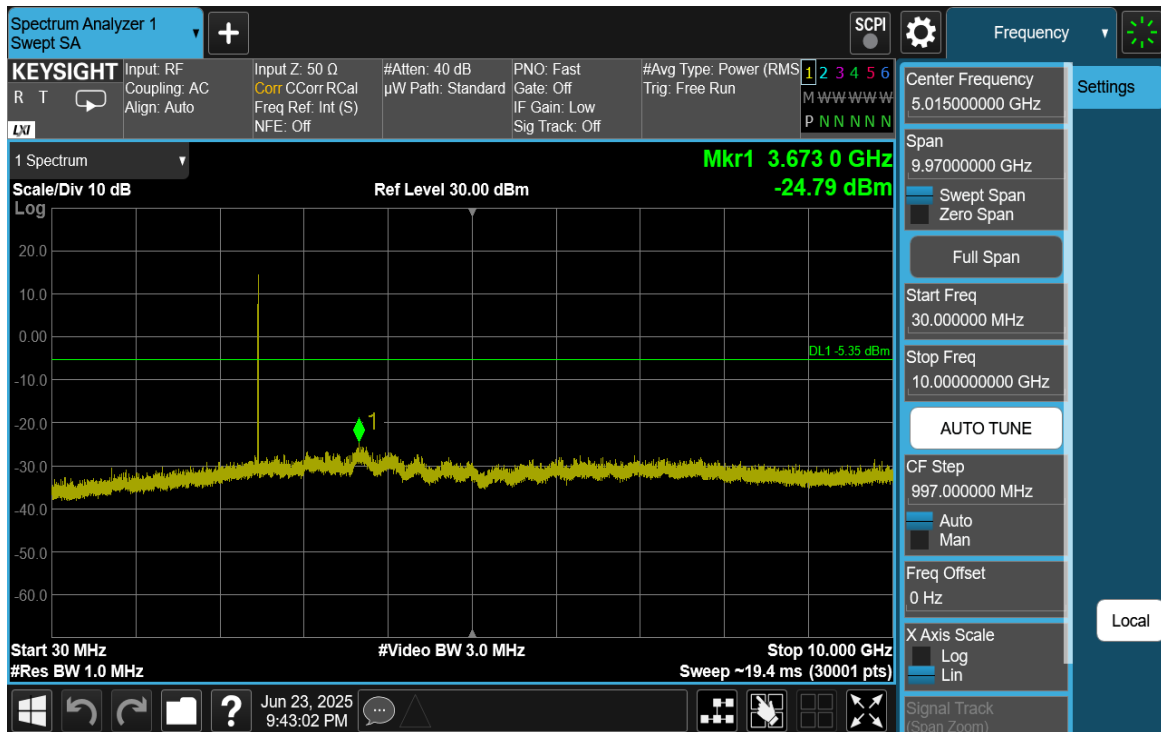 Spectrum Analyzer 1
Swept SA
+
SCPI
Frequency
KEYSIGHT
R T
LXI
Input: RF
Coupling: AC
Align: Auto
Input Z: 50 Ω
Corr CCorr RCal
Freq Ref: Int (S)
NFE: Off
#Atten: 40 dB
µW Path: Standard
PNO: Fast
Gate: Off
IF Gain: Low
Sig Track: Off
#Avg Type: Power (RMS
Trig: Free Run
1 2 3 4 5 6
M W W W W W
P N N N N N
1 Spectrum
Mkr1 3.673 0 GHz
-24.79 dBm
Scale/Div 10 dB
Ref Level 30.00 dBm
Log
20.0
10.0
0.00
-10.0
-20.0
-30.0
-40.0
-50.0
-60.0
DL1 -5.35 dBm
1
Start 30 MHz
#Video BW 3.0 MHz
Stop 10.000 GHz
#Res BW 1.0 MHz
Sweep ~19.4 ms (30001 pts)
Center Frequency
5.015000000 GHz
Settings
Span
9.97000000 GHz
Swept Span
Zero Span
Full Span
Start Freq
30.000000 MHz
Stop Freq
10.000000000 GHz
AUTO TUNE
CF Step
997.000000 MHz
Auto
Man
Freq Offset
0 Hz
X Axis Scale
Log
Lin
Signal Track
(Span Zoom)
Local
?
Jun 23, 2025
9:43:02 PM